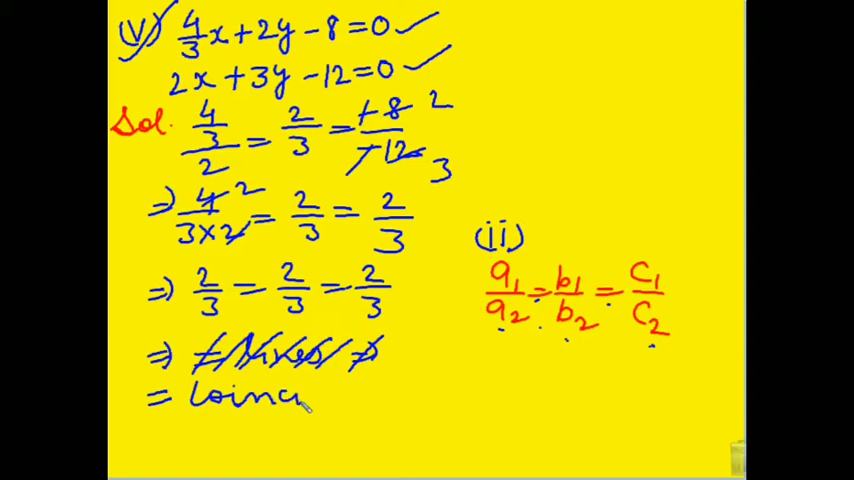 (v) 4/3 x + 2y - 8 = 0
2x + 3y - 12 = 0
Sol. 4/3 / 2 = 2/3 = -8/-12 2 3
⇒ 4/3×2 2 = 2/3 = 2/3
⇒ 2/3 = 2/3 = 2/3
⇒
= Coinc
(ii)
a1/a2 = b1/b2 = c1/c2